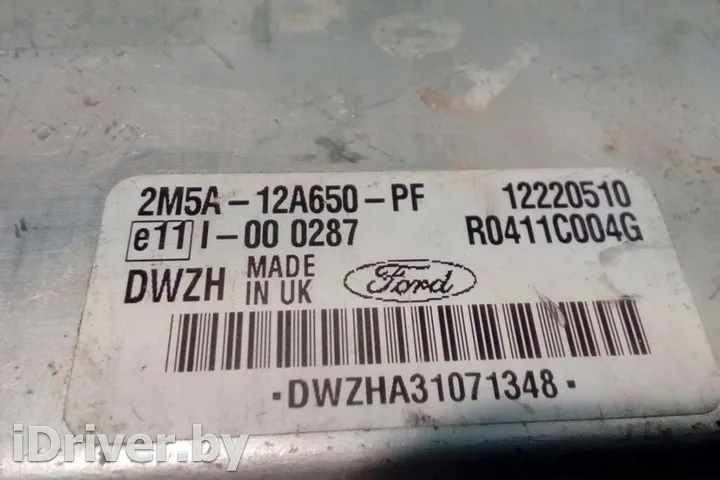 2M5A-12A650-PF 12220510
e11 I-00 0287 R0411C004G
DWZH MADE IN UK Ford
·DWZHA31071348·
iDriver.by